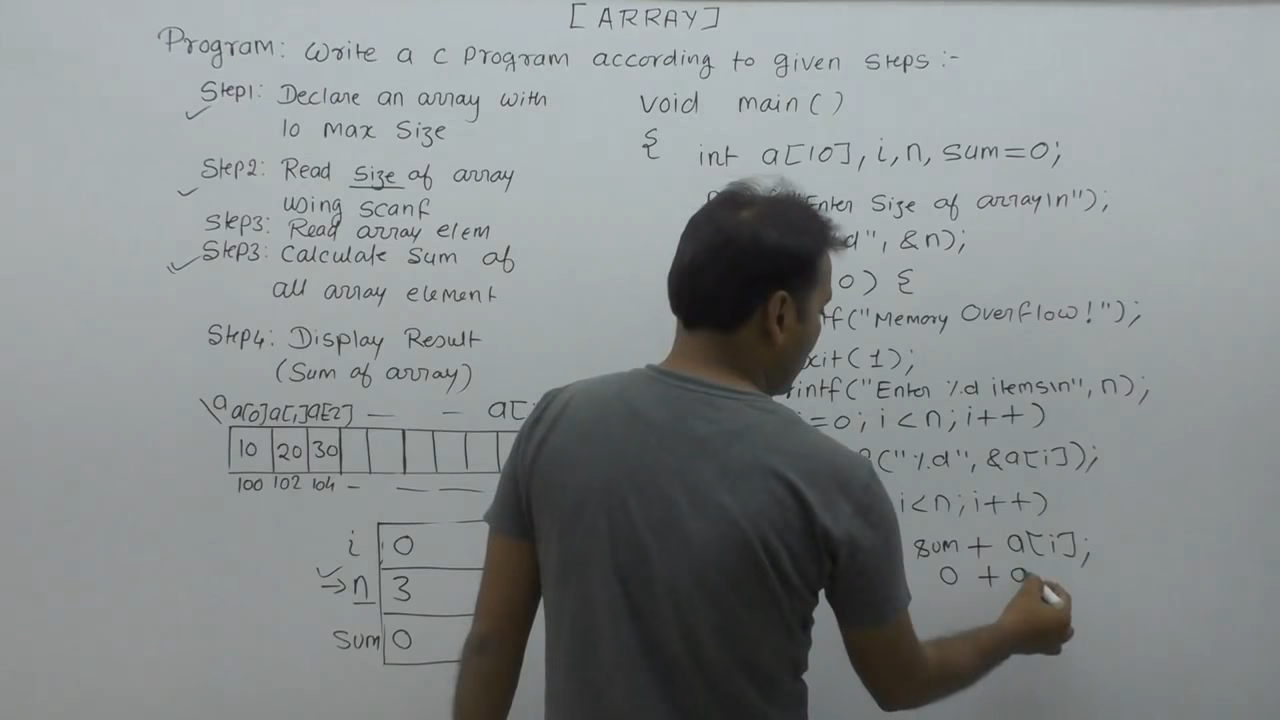 [ARRAY]
Program: Write a C program according to given steps :-
Step1: Declare an array with
10 max Size
Step2: Read Size of array
using scanf
Step3: Read array elem
Step3: Calculate Sum of
all array element
Step4: Display Result
(Sum of array)
a a[0] a[1] a[2] — — a[
10 20 30
100 102 104 — — —
i 0
→ n 3
Sum 0
void main()
{ int a[10], i, n, sum=0;
"Enter Size of array\n");
d", &n);
0) {
f("Memory Overflow!");
xit(1);
rintf("Enter %d items\n", n);
i=0; i<n; i++)
("%d", &a[i]);
i<n; i++)
sum + a[i];
0 + a